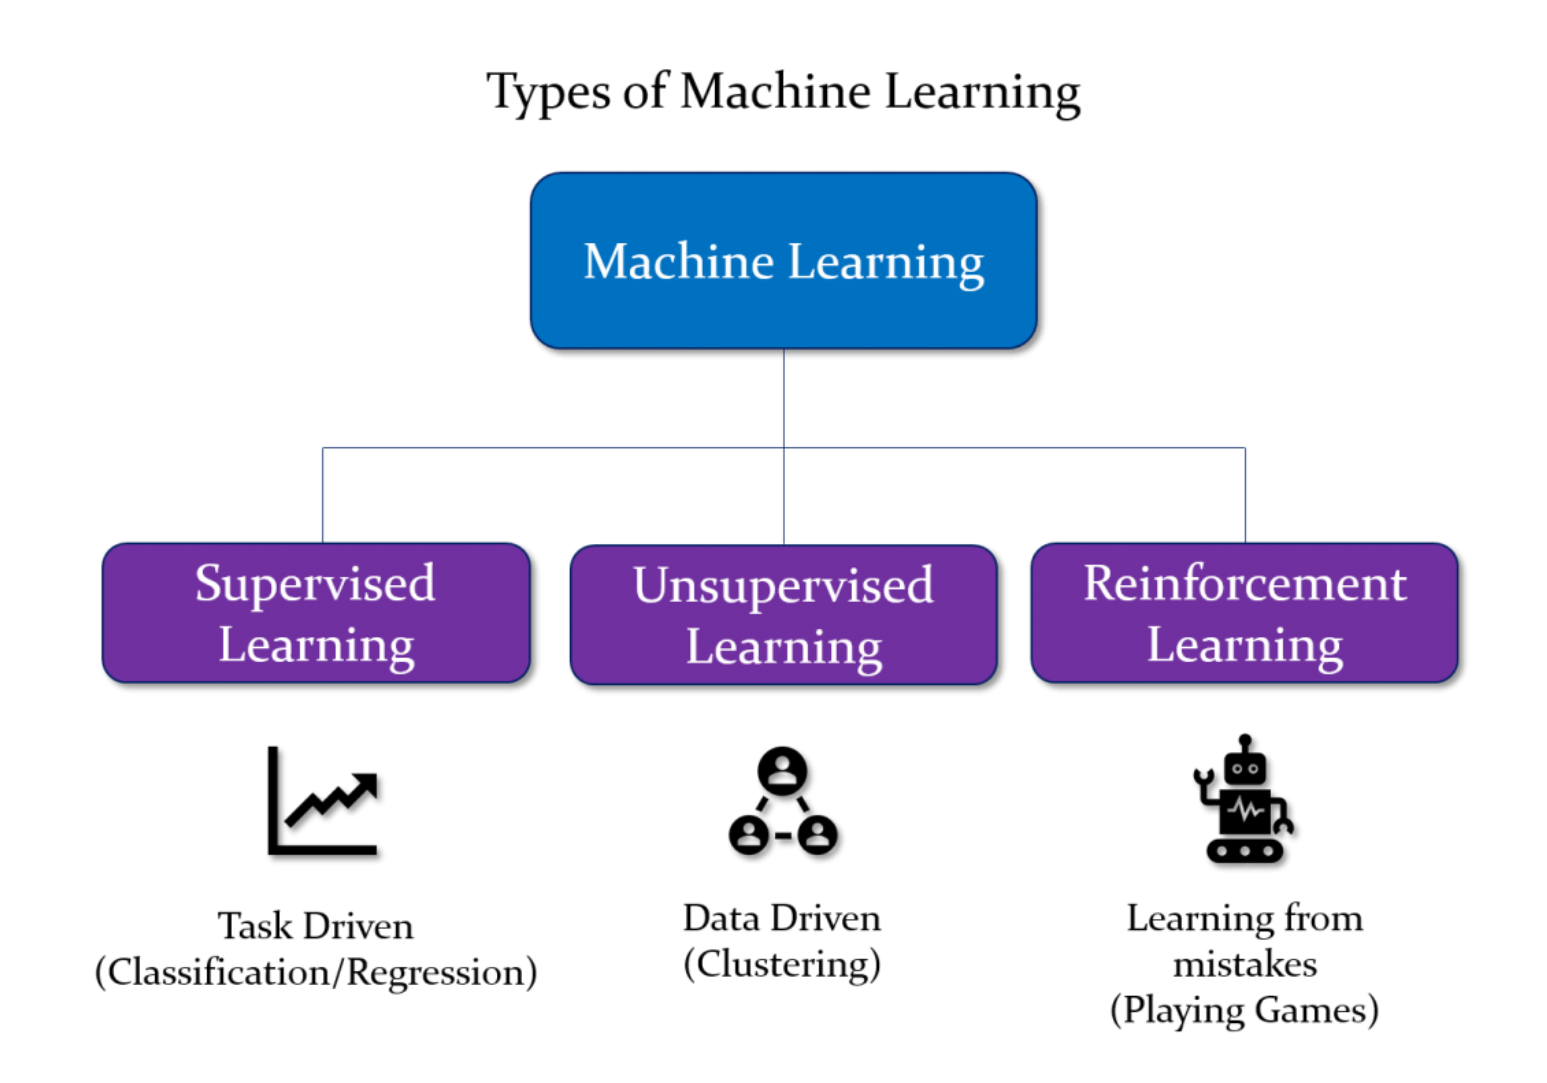 Types of Machine Learning
Machine Learning
Supervised
Learning
Unsupervised
Learning
Reinforcement
Learning
Task Driven
(Classification/Regression)
Data Driven
(Clustering)
Learning from
mistakes
(Playing Games)